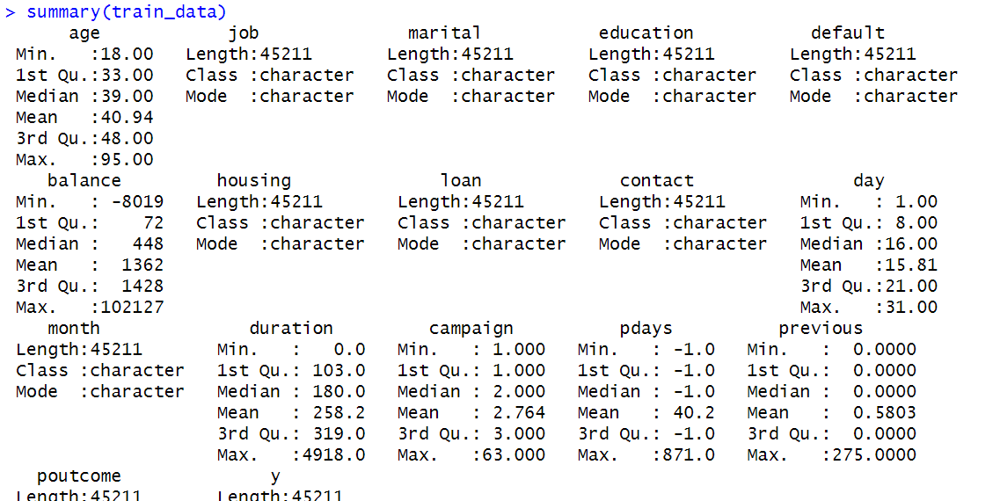 > summary(train_data)
age job marital education default
Min. :18.00 Length:45211 Length:45211 Length:45211 Length:45211
1st Qu.:33.00 Class :character Class :character Class :character Class :character
Median :39.00 Mode :character Mode :character Mode :character Mode :character
Mean :40.94
3rd Qu.:48.00
Max. :95.00
balance housing loan contact day
Min. : -8019 Length:45211 Length:45211 Length:45211 Min. : 1.00
1st Qu.: 72 Class :character Class :character Class :character 1st Qu.: 8.00
Median : 448 Mode :character Mode :character Mode :character Median :16.00
Mean : 1362 Mean :15.81
3rd Qu.: 1428 3rd Qu.:21.00
Max. :102127 Max. :31.00
month duration campaign pdays previous
Length:45211 Min. : 0.0 Min. : 1.000 Min. : -1.0 Min. : 0.0000
Class :character 1st Qu.: 103.0 1st Qu.: 1.000 1st Qu.: -1.0 1st Qu.: 0.0000
Mode :character Median : 180.0 Median : 2.000 Median : -1.0 Median : 0.0000
Mean : 258.2 Mean : 2.764 Mean : 40.2 Mean : 0.5803
3rd Qu.: 319.0 3rd Qu.: 3.000 3rd Qu.: -1.0 3rd Qu.: 0.0000
Max. :4918.0 Max. :63.000 Max. :871.0 Max. :275.0000
poutcome y
Length:45211 Length:45211